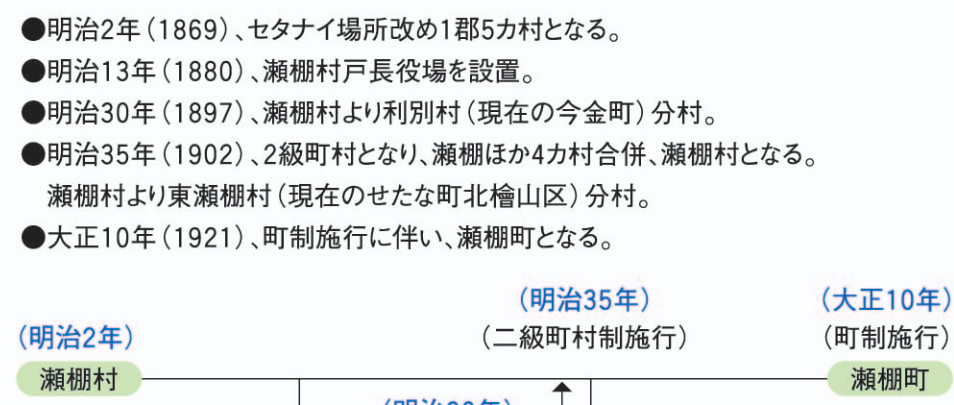 ●明治2年(1869)、セタナイ場所改め1郡5カ村となる。
●明治13年(1880)、瀬棚村戸長役場を設置。
●明治30年(1897)、瀬棚村より利別村(現在の今金町)分村。
●明治35年(1902)、2級町村となり、瀬棚ほか4カ村合併、瀬棚村となる。
瀬棚村より東瀬棚村(現在のせたな町北檜山区)分村。
●大正10年(1921)、町制施行に伴い、瀬棚町となる。
(明治35年) (大正10年)
(明治2年) (二級町村制施行) (町制施行)
瀬棚村 瀬棚町